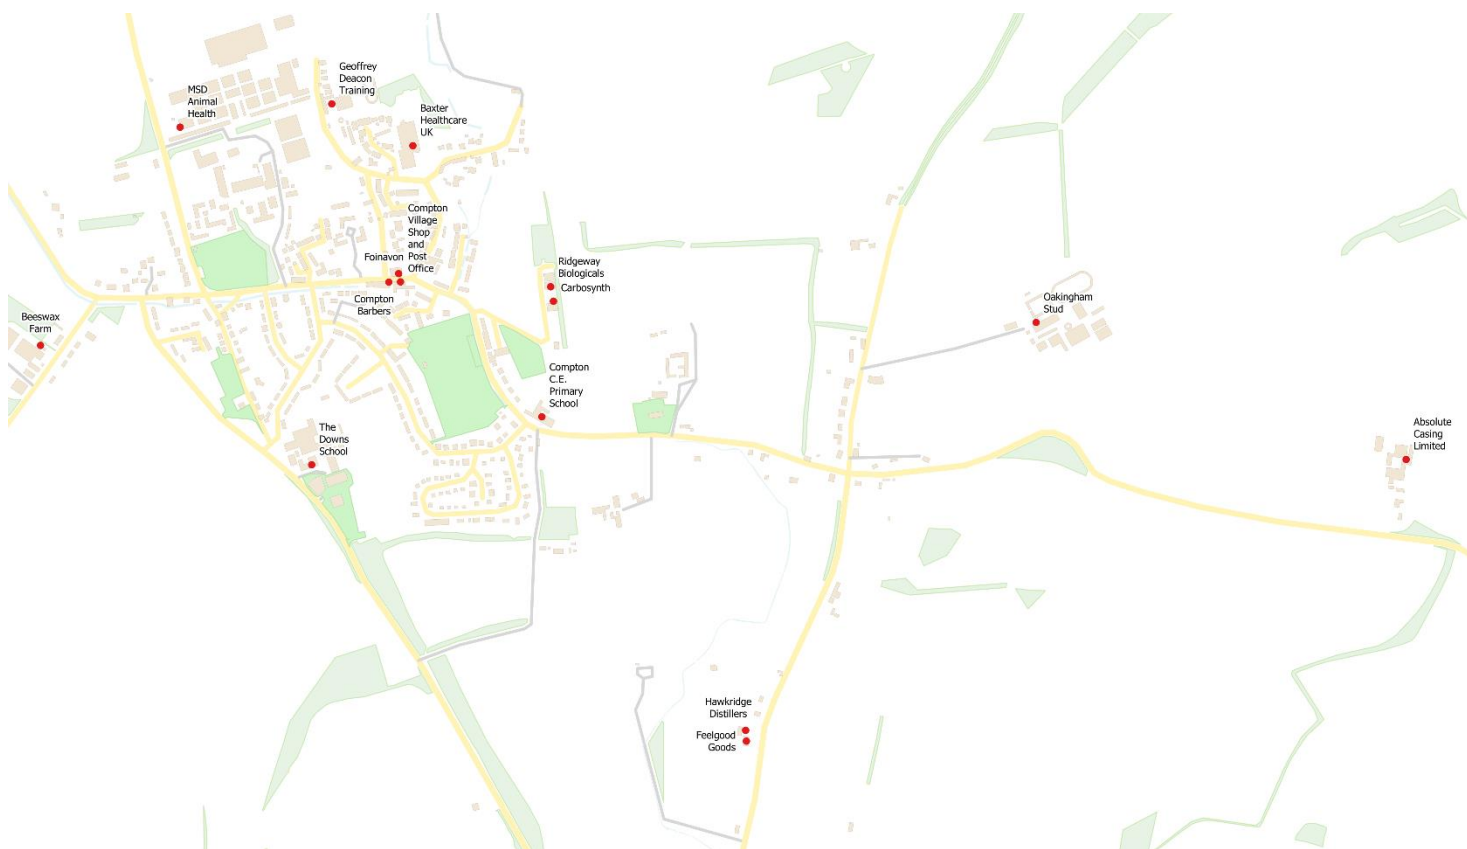 Geoffrey
Deacon
Training
MSD
Animal
Health
Baxter
Healthcare
UK
Compton
Village
Shop
and
Post
Office
Foinavon
Ridgeway
Biologicals
Carbosynth
Compton
Barbers
Oakingham
Stud
Beeswax
Farm
Compton
C.E.
Primary
School
The
Downs
School
Absolute
Casing
Limited
Hawkridge
Distillers
Feelgood
Goods